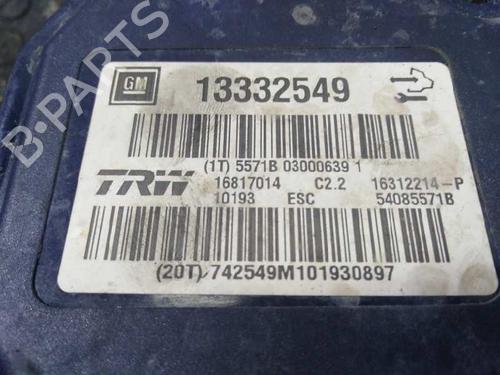 GM 13332549
(1T) 5571B 03000639 1
TRW 16817014 C2.2 16312214-P
10193 ESC 54085571B
(20T) 742549M101930897
B-PARTS